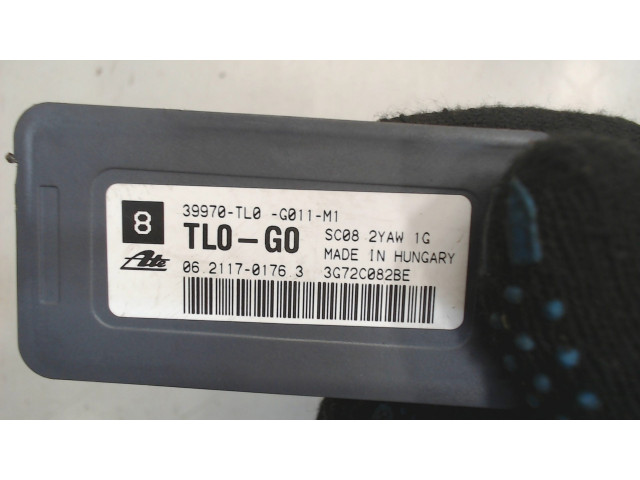 8
39970-TL0 -G011-M1
TL0-G0
SC08 2YAW 1G
MADE IN HUNGARY
Ate
06.2117-0176.3 3G72C082BE